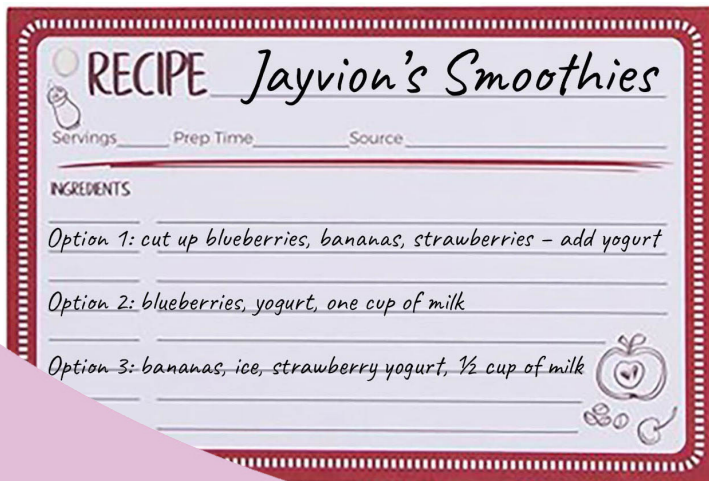 RECIPE Jayvion's Smoothies
Servings Prep Time Source
INGREDIENTS
Option 1: cut up blueberries, bananas, strawberries – add yogurt
Option 2: blueberries, yogurt, one cup of milk
Option 3: bananas, ice, strawberry yogurt, ½ cup of milk